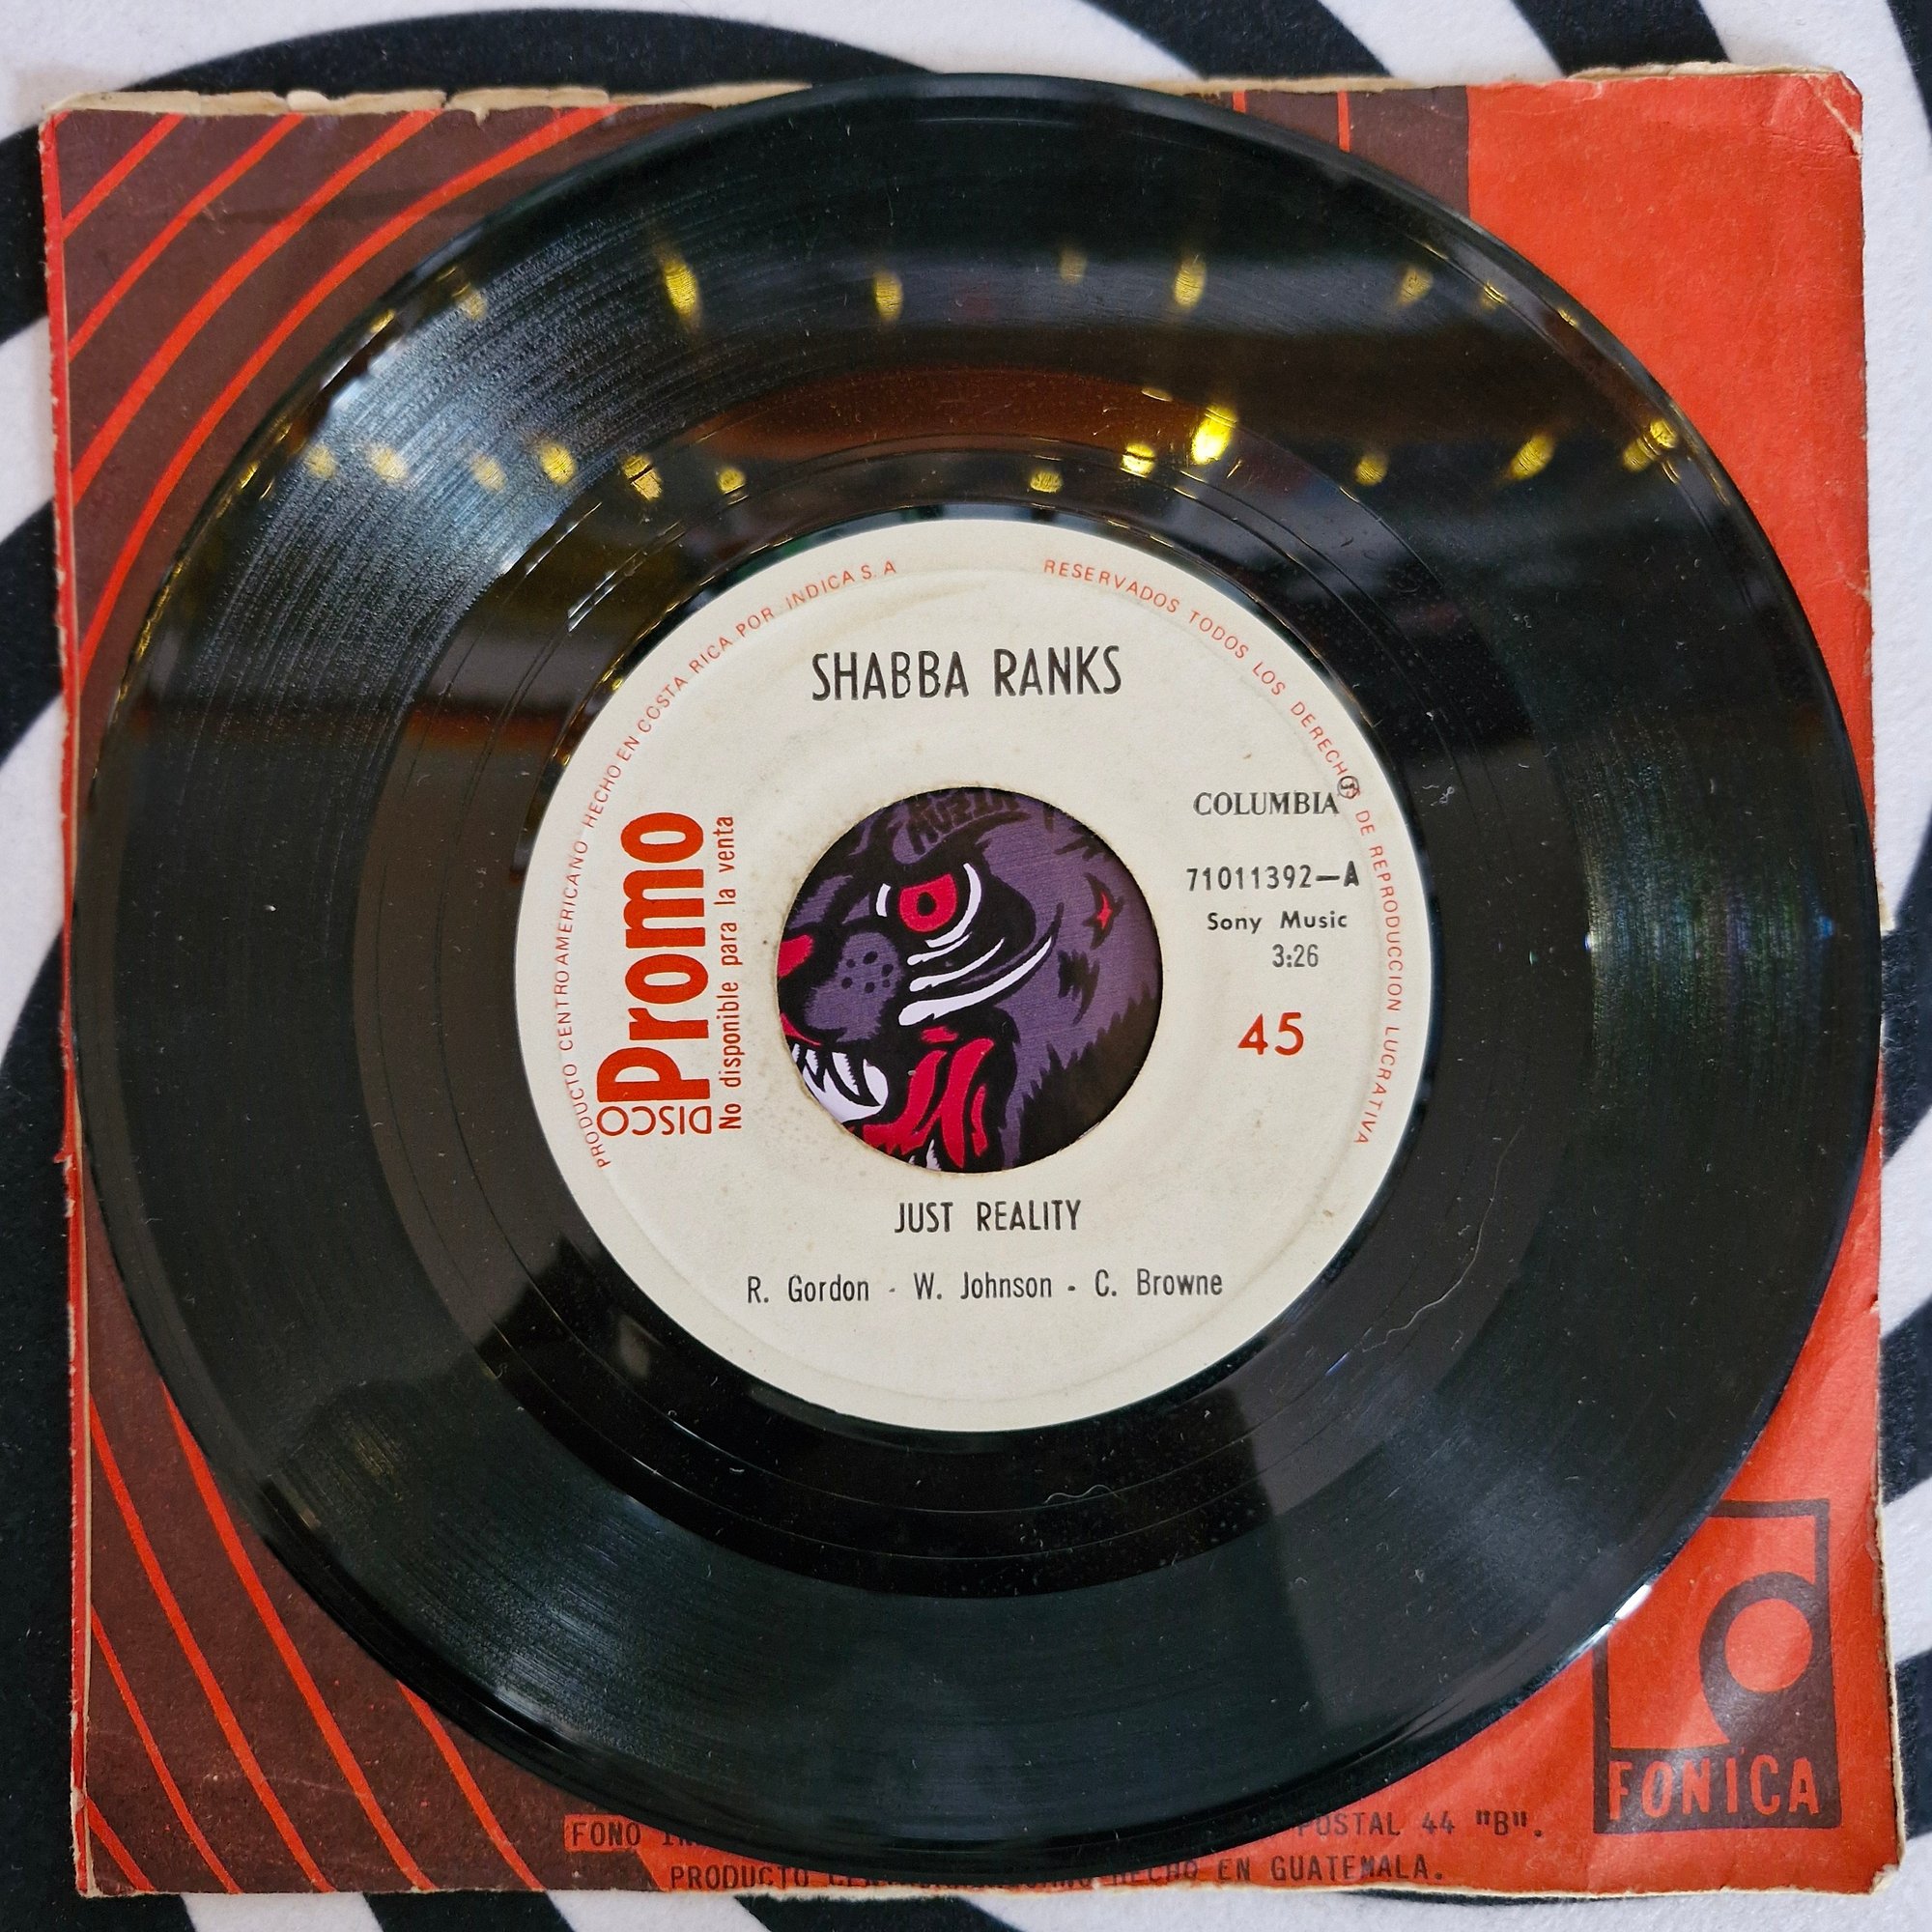 PRODUCTO CENTROAMERICANO HECHO EN COSTA RICA POR INDICA S. A
RESERVADOS TODOS LOS DERECHOS DE REPRODUCCION LUCRATIVA
SHABBA RANKS
DISCO Promo
No disponible para la venta
COLUMBIA
71011392-A
Sony Music
3:26
45
JUST REALITY
R. Gordon - W. Johnson - C. Browne
FONICA
FONO POSTAL 44 "B".
PRODUCTO HECHO EN GUATEMALA.